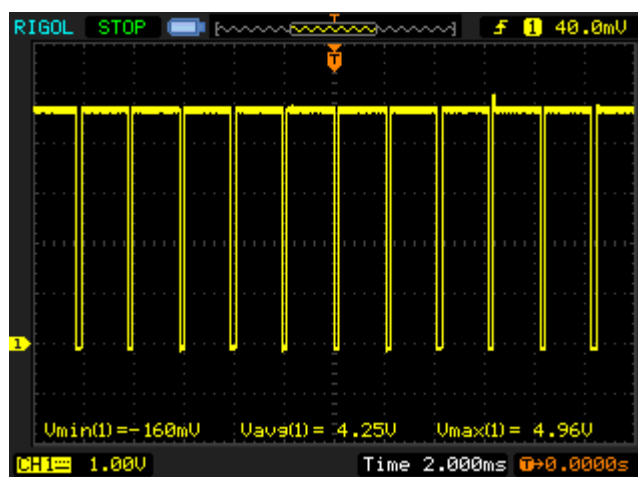 RIGOL STOP T f 1 40.0mV
T
1
Vmin(1)=-160mV Vavg(1)= 4.25V Vmax(1)= 4.96V
CH1 1.00V Time 2.000ms T→0.0000s